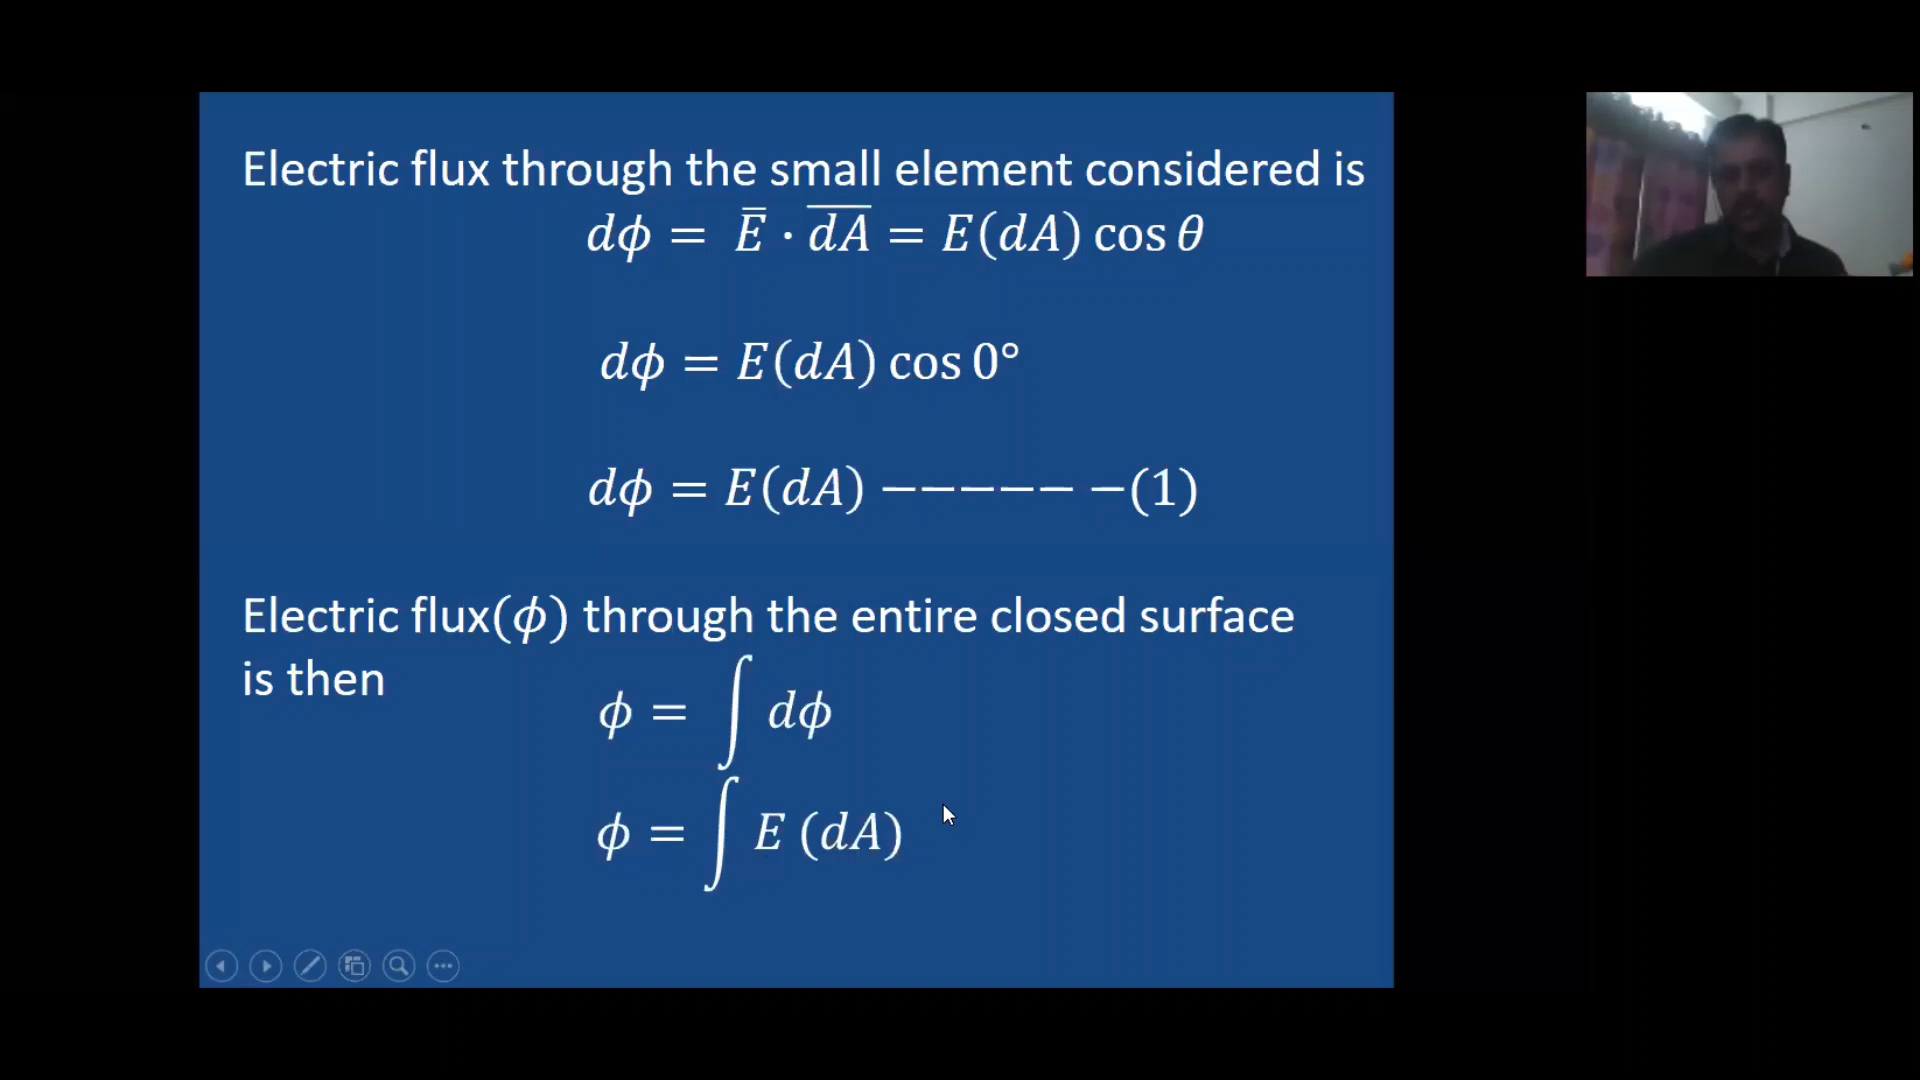 Electric flux through the small element considered is
dϕ = E̅ · d̅A̅ = E(dA) cos θ
dϕ = E(dA) cos 0°
dϕ = E(dA) −−−−− −(1)
Electric flux(ϕ) through the entire closed surface
is then
ϕ = ∫ dϕ
ϕ = ∫ E (dA)